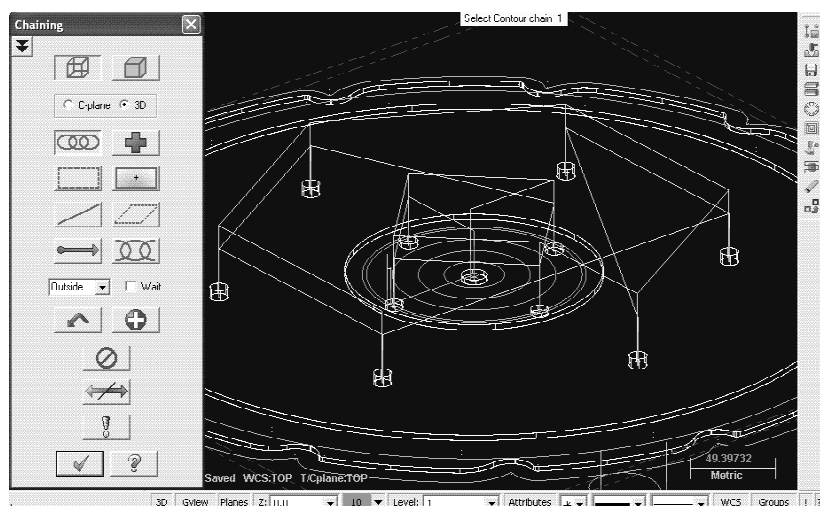 Chaining
Select Contour chain 1
C-plane 3D
Outside Wait
49.39732
Metric
Saved WCS:TOP T/Cplane:TOP
3D Gview Planes Z: 10 Level: 1 Attributes WCS Groups